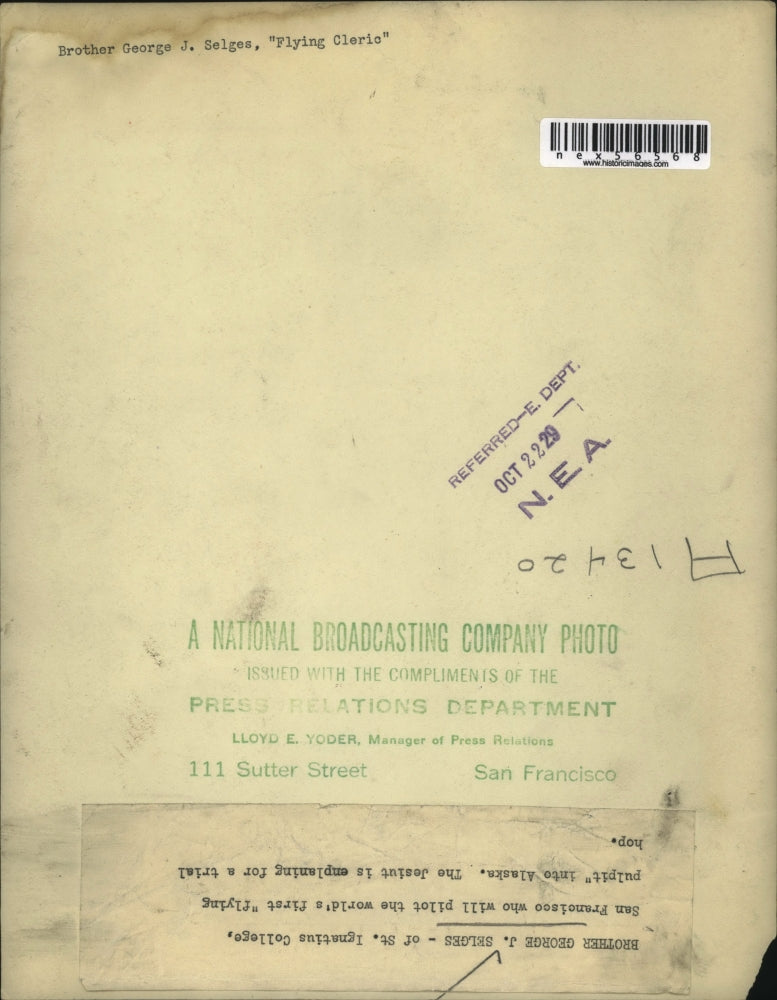 Brother George J. Selges, "Flying Cleric"
nex56568
www.historicimages.com
REFERRED—E. DEPT.
OCT 22 29
N. E. A.
A 13420
A NATIONAL BROADCASTING COMPANY PHOTO
ISSUED WITH THE COMPLIMENTS OF THE
PRESS RELATIONS DEPARTMENT
LLOYD E. YODER, Manager of Press Relations
111 Sutter Street San Francisco
BROTHER GEORGE J. SELGES - of St. Ignatius College,
San Francisco who will pilot the world's first "flying
pulpit" into Alaska. The Jesiut is enplaning for a trial
hop.